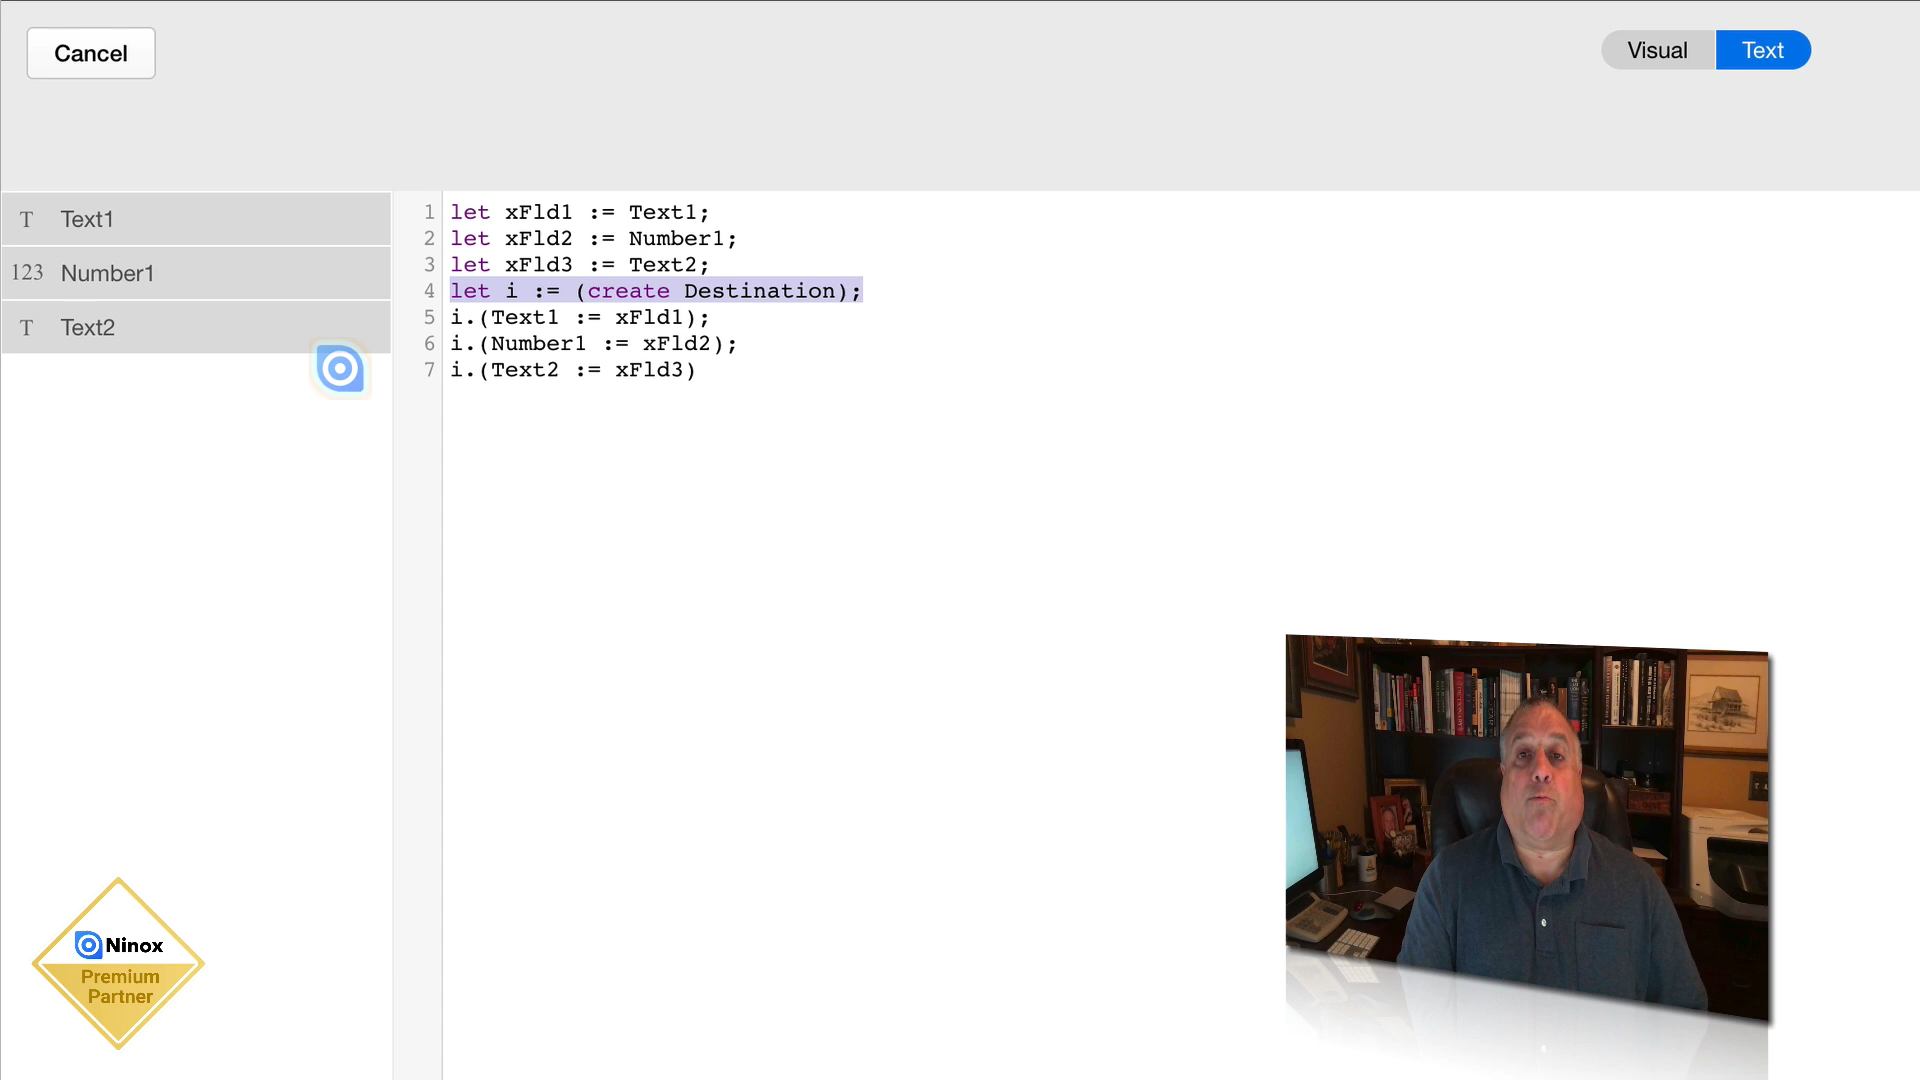 Cancel
Visual
Text
T Text1
123 Number1
T Text2
1 let xFld1 := Text1;
2 let xFld2 := Number1;
3 let xFld3 := Text2;
4 let i := (create Destination);
5 i.(Text1 := xFld1);
6 i.(Number1 := xFld2);
7 i.(Text2 := xFld3)
Ninox
Premium
Partner